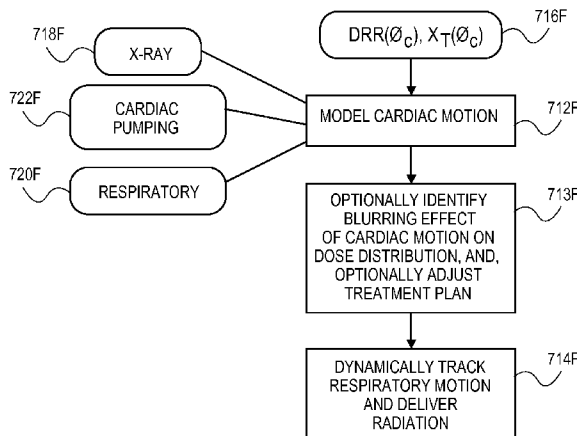 718F
X-RAY
722F
CARDIAC
PUMPING
720F
RESPIRATORY
DRR(Ø_C), X_T(Ø_C)
716F
MODEL CARDIAC MOTION
712F
OPTIONALLY IDENTIFY
BLURRING EFFECT
OF CARDIAC MOTION ON
DOSE DISTRIBUTION, AND,
OPTIONALLY ADJUST
TREATMENT PLAN
713F
DYNAMICALLY TRACK
RESPIRATORY MOTION
AND DELIVER
RADIATION
714F